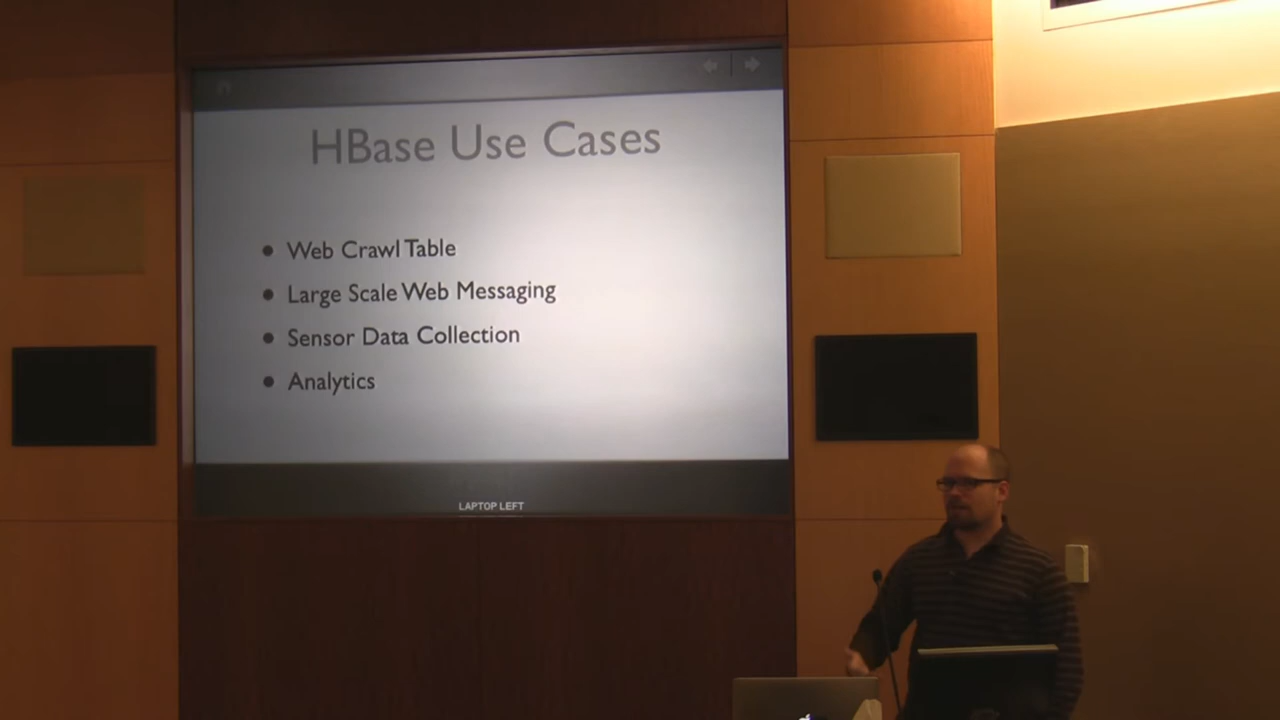 HBase Use Cases
• Web Crawl Table
• Large Scale Web Messaging
• Sensor Data Collection
• Analytics
LAPTOP LEFT